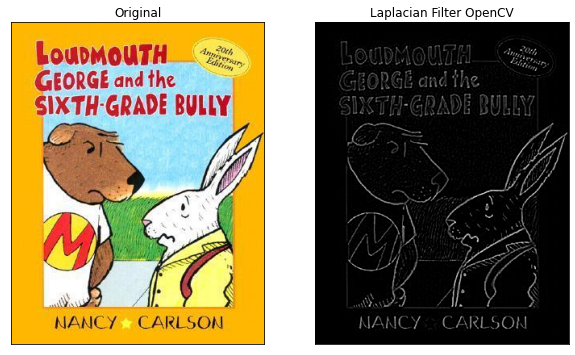 Original
LOUDMOUTH
GEORGE and the
SIXTH-GRADE BULLY
20th
Anniversary
Edition
M
NANCY CARLSON
Laplacian Filter OpenCV
LOUDMOUTH
GEORGE and the
SIXTH-GRADE BULLY
20th
Anniversary
Edition
M
NANCY CARLSON